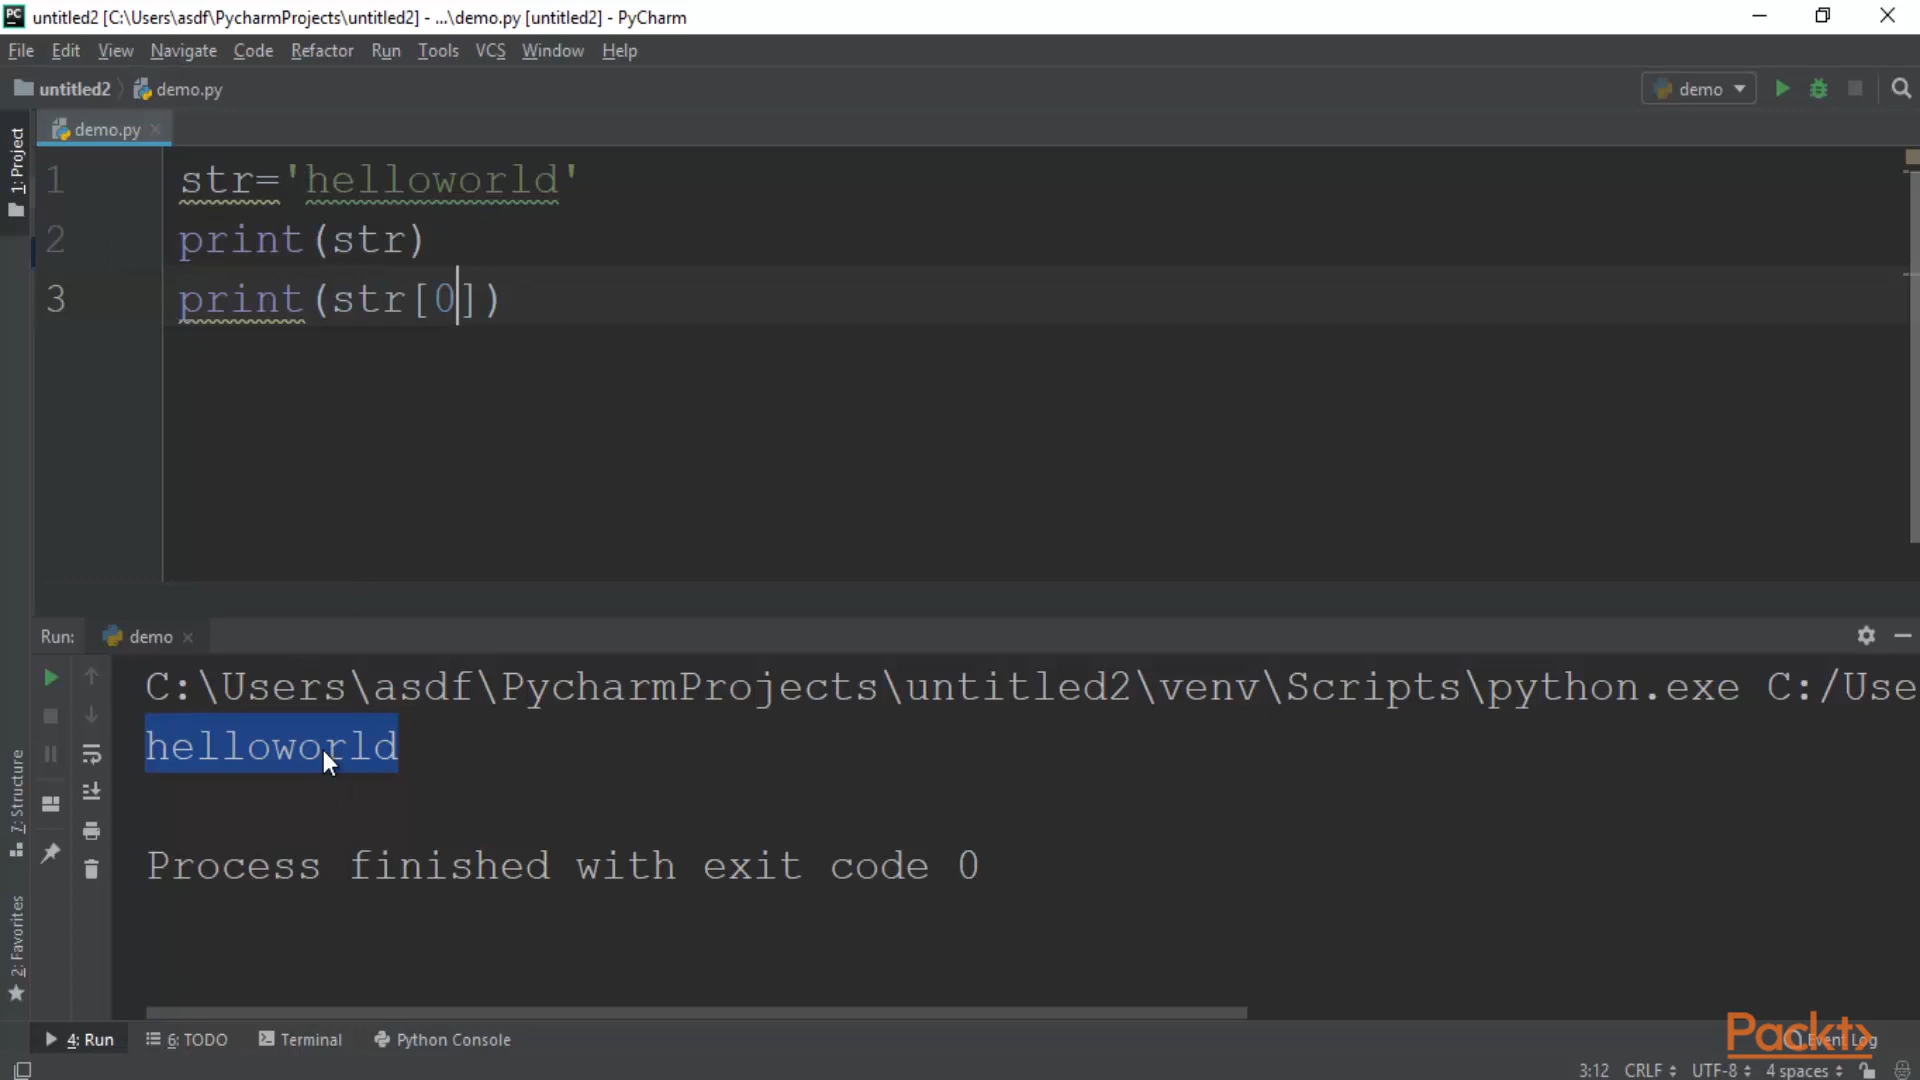 untitled2 [C:\Users\asdf\PycharmProjects\untitled2] - ...\demo.py [untitled2] - PyCharm
File Edit View Navigate Code Refactor Run Tools VCS Window Help
untitled2 demo.py demo
1: Project
demo.py
1 str='helloworld'
2 print(str)
3 print(str[0])
Run: demo
C:\Users\asdf\PycharmProjects\untitled2\venv\Scripts\python.exe C:/Use
helloworld
Process finished with exit code 0
7: Structure
2: Favorites
4: Run 6: TODO Terminal Python Console Event Log
Packt>
3:12 CRLF UTF-8 4 spaces